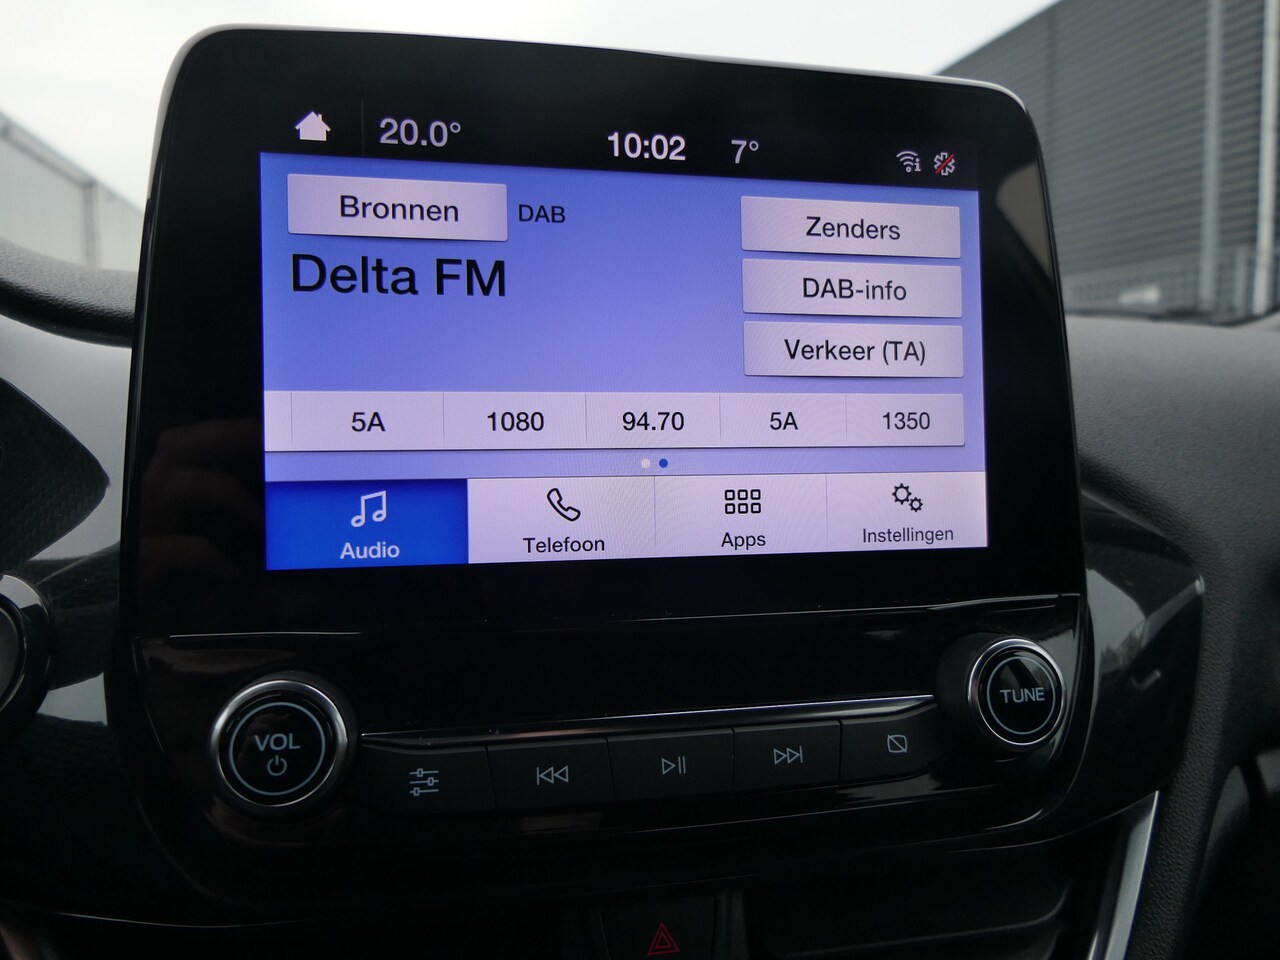 20.0°
10:02
7°
Bronnen
DAB
Delta FM
Zenders
DAB-info
Verkeer (TA)
5A
1080
94.70
5A
1350
Audio
Telefoon
Apps
Instellingen
VOL
TUNE